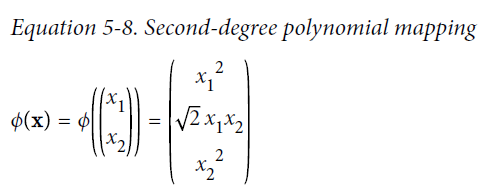 Equation 5-8. Second-degree polynomial mapping
ϕ(x) = ϕ((x₁ x₂)) = (x₁² √2 x₁x₂ x₂²)